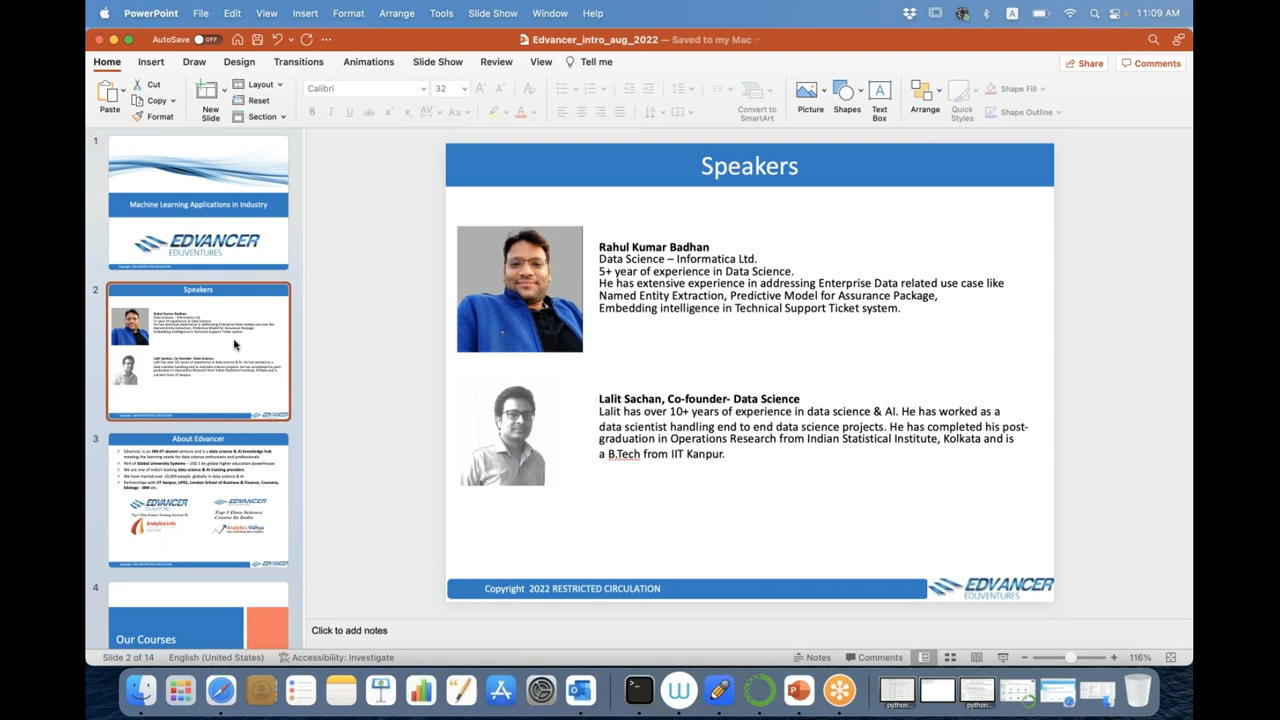 PowerPoint File Edit View Insert Format Arrange Tools Slide Show Window Help A 11:09 AM
AutoSave OFF Edvancer_intro_aug_2022 — Saved to my Mac
Home Insert Draw Design Transitions Animations Slide Show Review View Tell me Share Comments
Paste Cut Copy Format
New Slide Layout Reset Section
Calibri 32
Convert to SmartArt
Picture Shapes Text Box Arrange Quick Styles Shape Fill Shape Outline
1
Machine Learning Applications in Industry
EDVANCER
EDUVENTURES
2
Speakers
3
About Edvancer
4
Our Courses
Speakers
Rahul Kumar Badhan
Data Science – Informatica Ltd.
5+ year of experience in Data Science.
He has extensive experience in addressing Enterprise Data related use case like
Named Entity Extraction, Predictive Model for Assurance Package,
Embedding intelligence in Technical Support Ticket system.
Lalit Sachan, Co-founder- Data Science
Lalit has over 10+ years of experience in data science & AI. He has worked as a
data scientist handling end to end data science projects. He has completed his post-
graduation in Operations Research from Indian Statistical Institute, Kolkata and is
a B.Tech from IIT Kanpur.
Copyright 2022 RESTRICTED CIRCULATION
EDVANCER
EDUVENTURES
Click to add notes
Slide 2 of 14 English (United States) Accessibility: Investigate Notes Comments 116%
python... python...